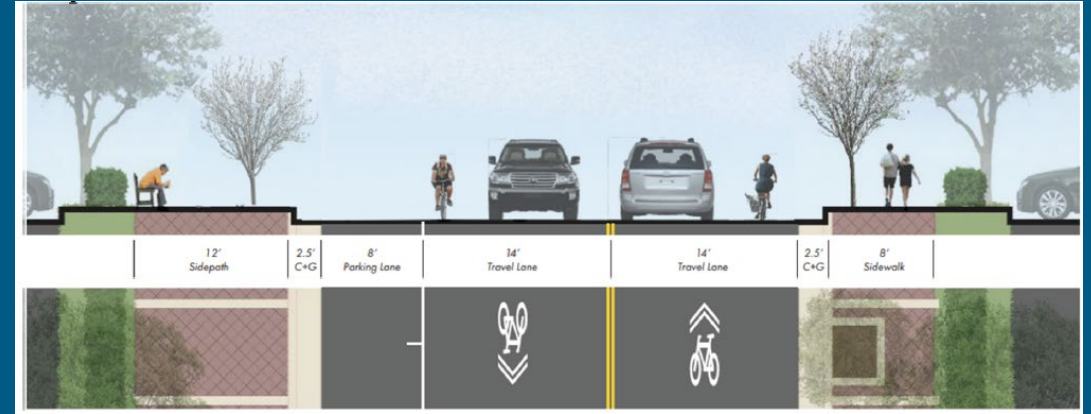 12'
Sidepath
2.5'
C+G
8'
Parking Lane
14'
Travel Lane
14'
Travel Lane
2.5'
C+G
8'
Sidewalk